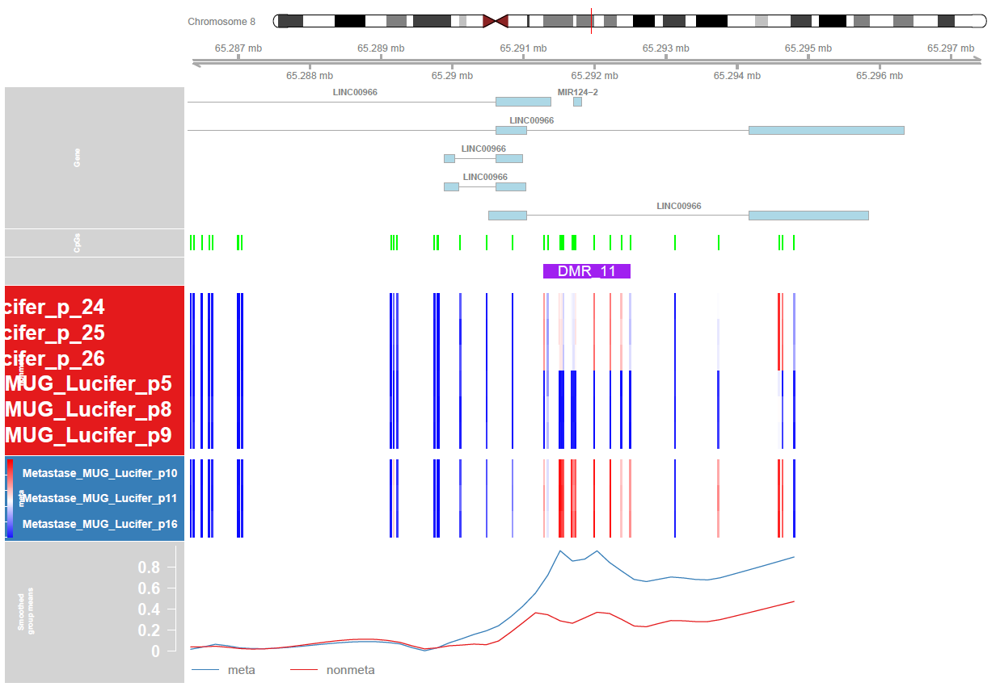 Chromosome 8
65.287 mb 65.289 mb 65.291 mb 65.293 mb 65.295 mb 65.297 mb
65.288 mb 65.29 mb 65.292 mb 65.294 mb 65.296 mb
LINC00966 MIR124−2
LINC00966
Gene
LINC00966
LINC00966
LINC00966
CpGs
DMR_11
cifer_p_24
cifer_p_25
cifer_p_26
MUG_Lucifer_p5
MUG_Lucifer_p8
MUG_Lucifer_p9
Metastase_MUG_Lucifer_p10
meta
Metastase_MUG_Lucifer_p11
Metastase_MUG_Lucifer_p16
Smoothed
group means
0.8
0.6
0.4
0.2
0
meta nonmeta